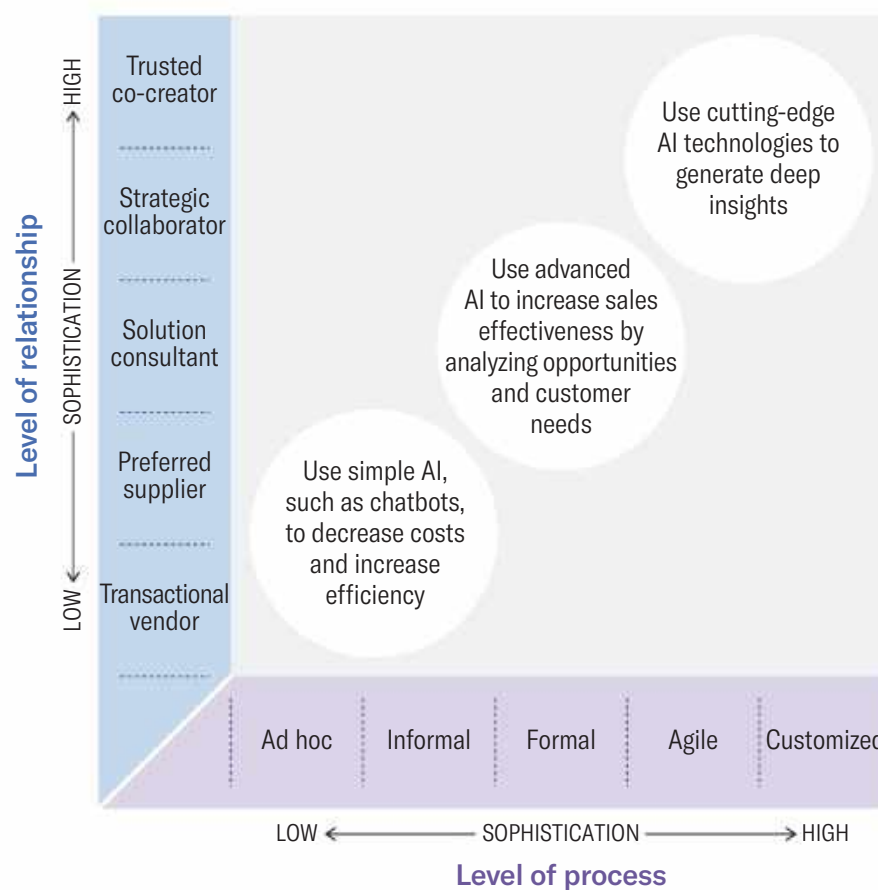 HIGH
SOPHISTICATION
LOW
Level of relationship
Trusted
co-creator
Strategic
collaborator
Solution
consultant
Preferred
supplier
Transactional
vendor
Use cutting-edge
AI technologies to
generate deep
insights
Use advanced
AI to increase sales
effectiveness by
analyzing opportunities
and customer
needs
Use simple AI,
such as chatbots,
to decrease costs
and increase
efficiency
Ad hoc
Informal
Formal
Agile
Customized
LOW
SOPHISTICATION
HIGH
Level of process